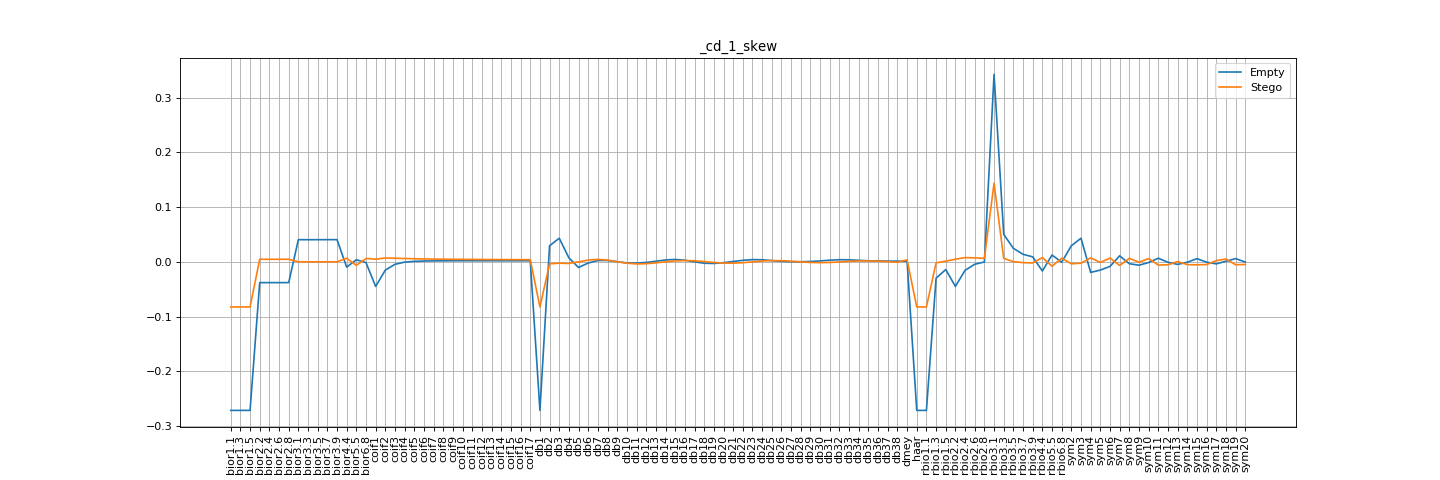 _cd_1_skew
Empty
Stego
0.3
0.2
0.1
0.0
−0.1
−0.2
−0.3
bior1.1
bior1.3
bior1.5
bior2.2
bior2.4
bior2.6
bior2.8
bior3.1
bior3.3
bior3.5
bior3.7
bior3.9
bior4.4
bior5.5
bior6.8
coif1
coif2
coif3
coif4
coif5
coif6
coif7
coif8
coif9
coif10
coif11
coif12
coif13
coif14
coif15
coif16
coif17
db1
db2
db3
db4
db5
db6
db7
db8
db9
db10
db11
db12
db13
db14
db15
db16
db17
db18
db19
db20
db21
db22
db23
db24
db25
db26
db27
db28
db29
db30
db31
db32
db33
db34
db35
db36
db37
db38
dmey
haar
rbio1.1
rbio1.3
rbio1.5
rbio2.2
rbio2.4
rbio2.6
rbio2.8
rbio3.1
rbio3.3
rbio3.5
rbio3.7
rbio3.9
rbio4.4
rbio5.5
rbio6.8
sym2
sym3
sym4
sym5
sym6
sym7
sym8
sym9
sym10
sym11
sym12
sym13
sym14
sym15
sym16
sym17
sym18
sym19
sym20